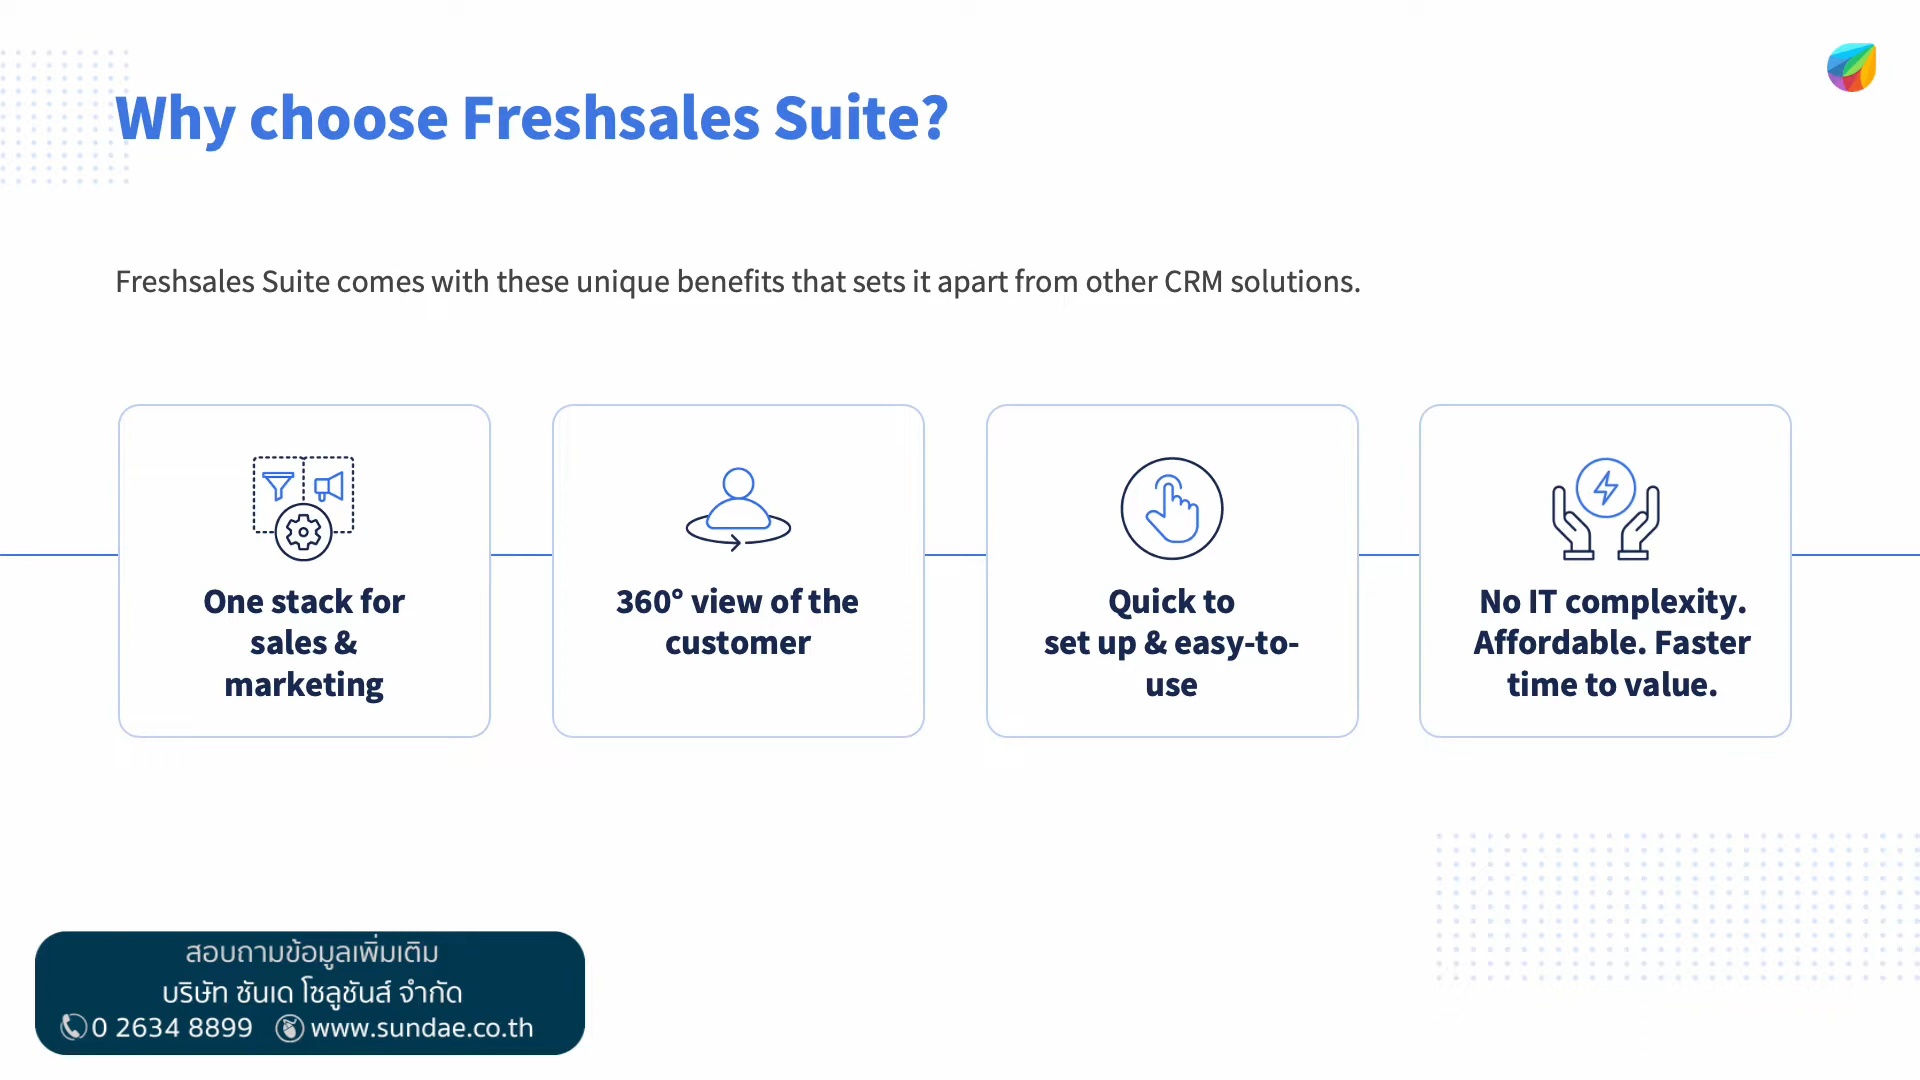 Why choose Freshsales Suite?
Freshsales Suite comes with these unique benefits that sets it apart from other CRM solutions.
One stack for
sales &
marketing
360° view of the
customer
Quick to
set up & easy-to-
use
No IT complexity.
Affordable. Faster
time to value.
สอบถามข้อมูลเพิ่มเติม
บริษัท ซันเด โซลูชันส์ จำกัด
0 2634 8899 www.sundae.co.th